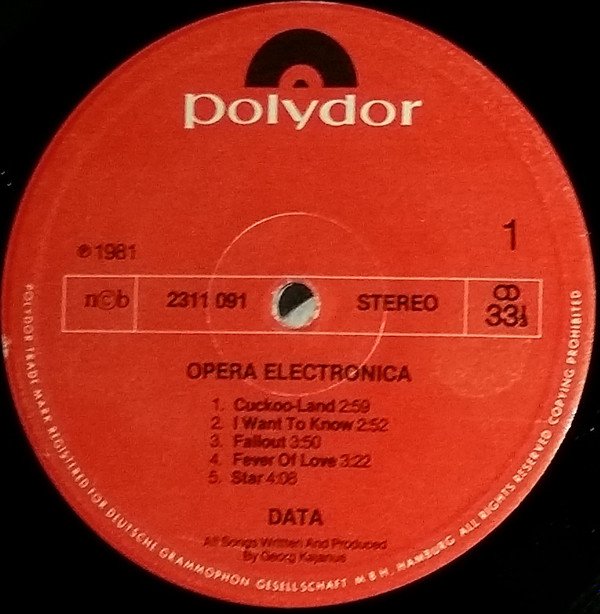 polydor
1
℗ 1981
n©b 2311 091 STEREO 33⅓
OPERA ELECTRONICA
1. Cuckoo-Land 2:59
2. I Want To Know 2:52
3. Fallout 3:50
4. Fever Of Love 3:22
5. Star 4:08
DATA
All Songs Written And Produced
By Georg Kajanus
POLYDOR TRADE MARK REGISTERED FOR DEUTSCHE GRAMMOPHON GESELLSCHAFT M B H, HAMBURG ALL RIGHTS RESERVED COPYING PROHIBITED